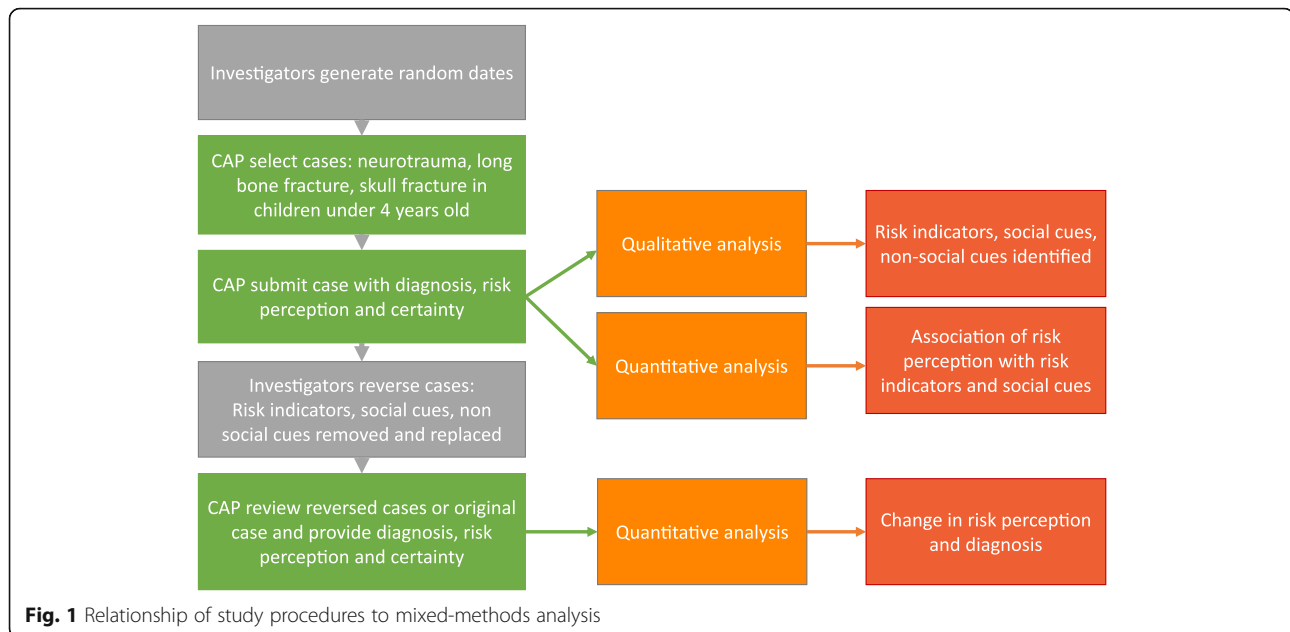 Investigators generate random dates
CAP select cases: neurotrauma, long
bone fracture, skull fracture in
children under 4 years old
CAP submit case with diagnosis, risk
perception and certainty
Qualitative analysis
Risk indicators, social cues,
non-social cues identified
Quantitative analysis
Association of risk
perception with risk
indicators and social cues
Investigators reverse cases:
Risk indicators, social cues, non
social cues removed and replaced
CAP review reversed cases or original
case and provide diagnosis, risk
perception and certainty
Quantitative analysis
Change in risk perception
and diagnosis
Fig. 1 Relationship of study procedures to mixed-methods analysis